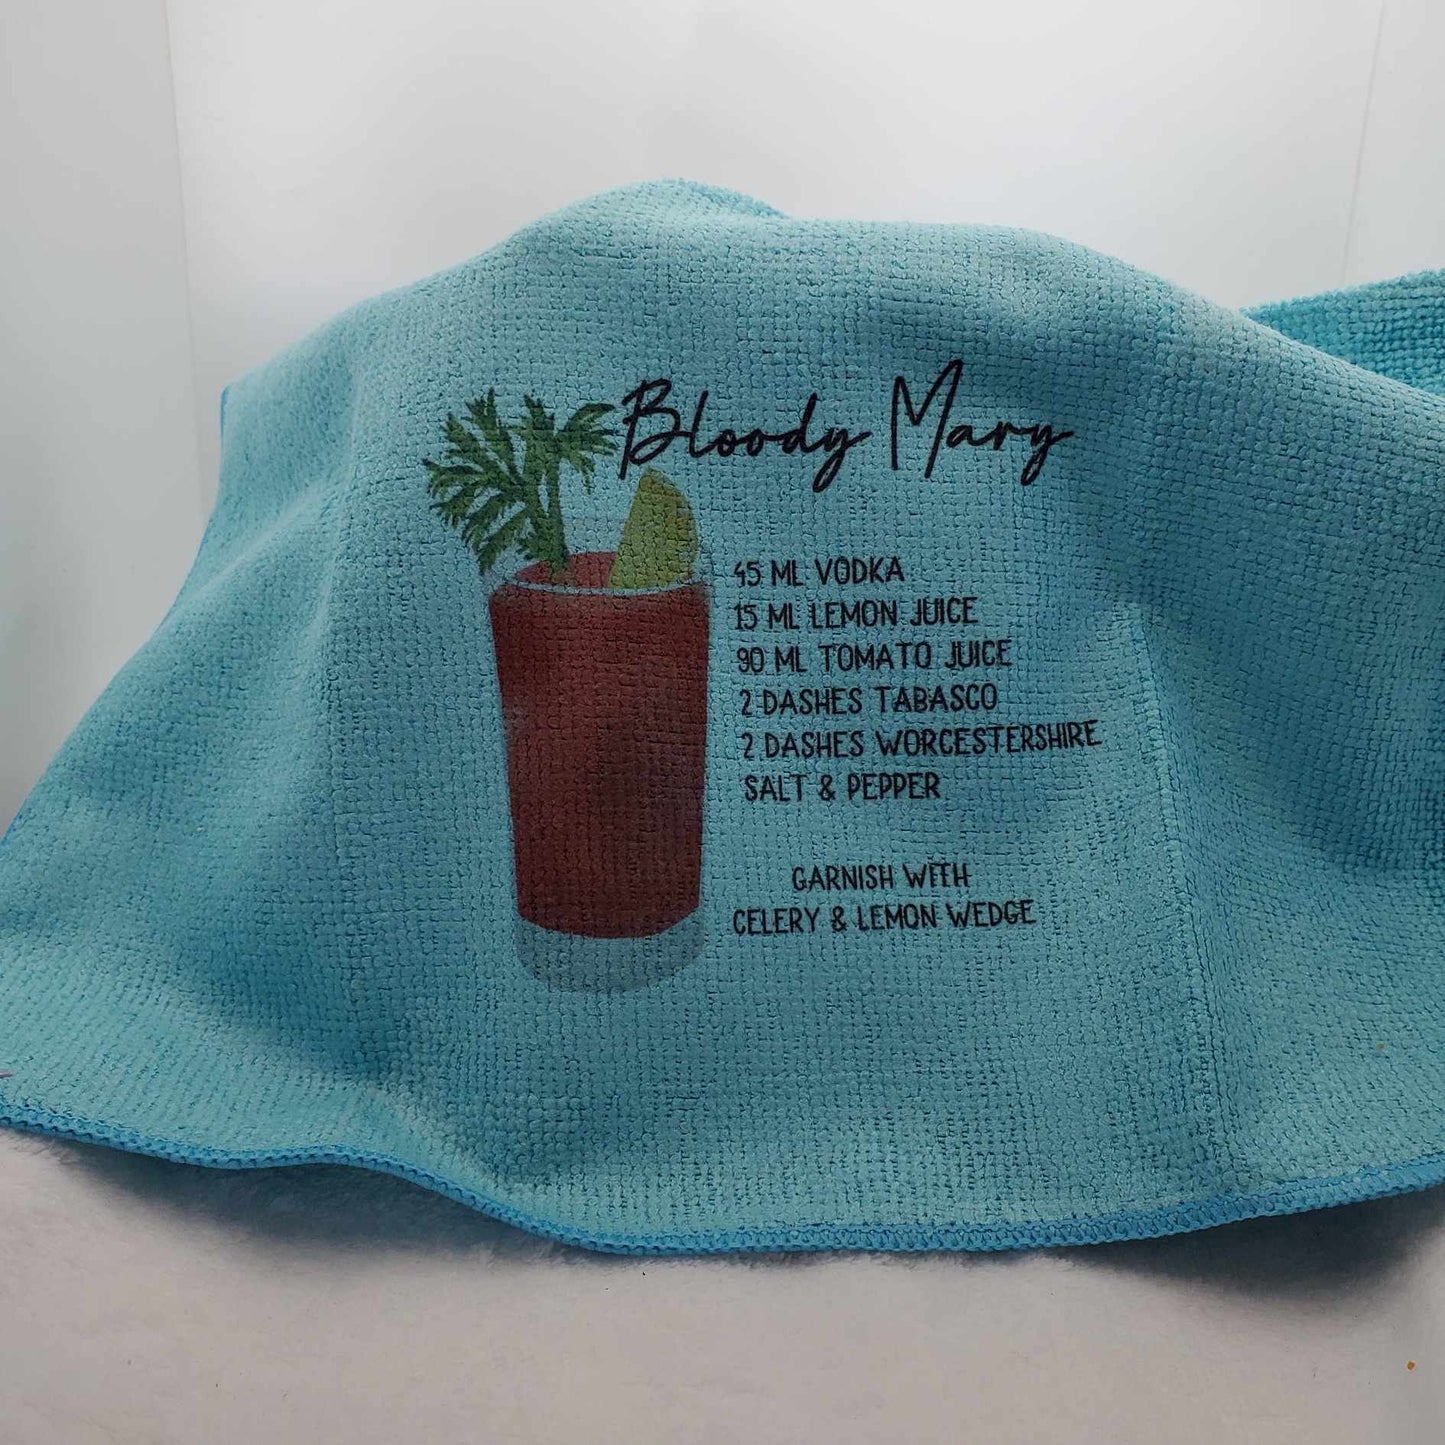 Bloody Mary
45 ML VODKA
15 ML LEMON JUICE
90 ML TOMATO JUICE
2 DASHES TABASCO
2 DASHES WORCESTERSHIRE
SALT & PEPPER
GARNISH WITH
CELERY & LEMON WEDGE